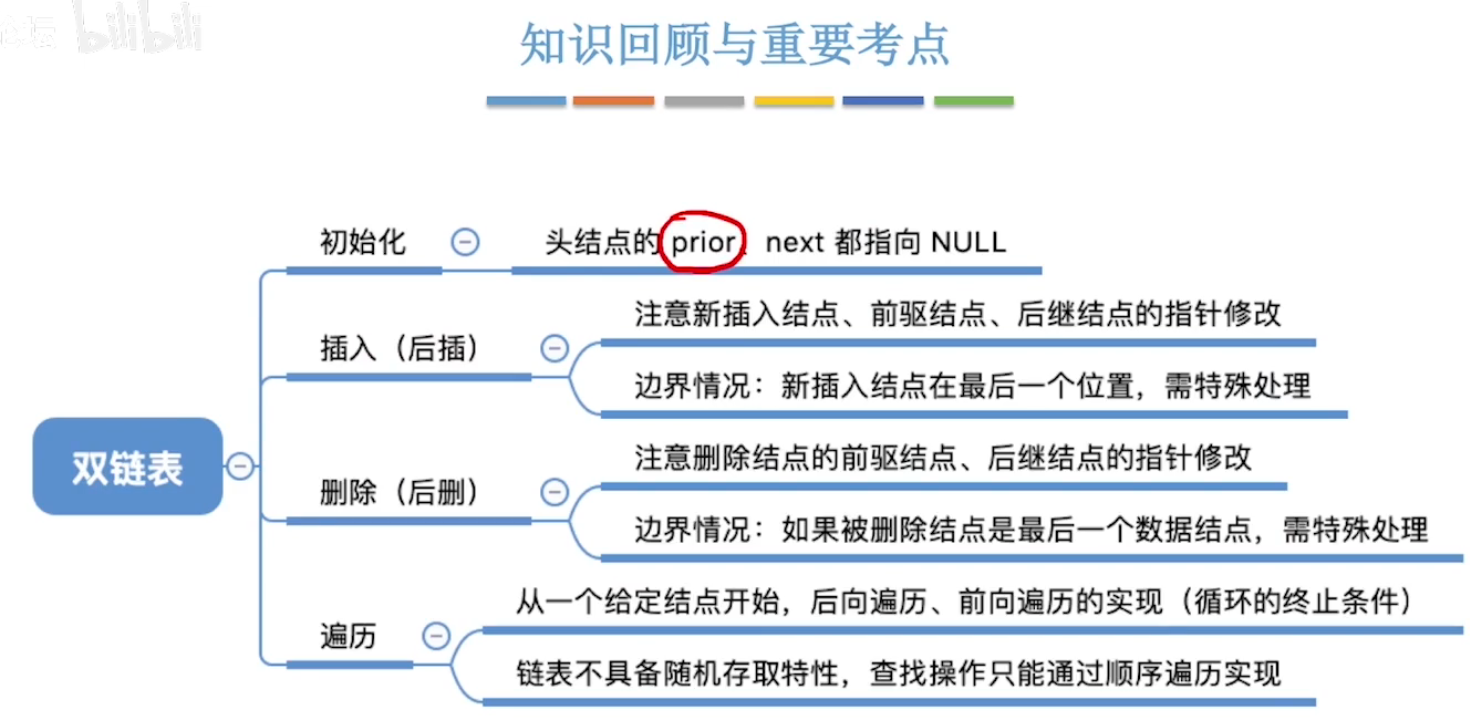 论坛 bilibili
知识回顾与重要考点
初始化
头结点的 prior、next 都指向 NULL
插入（后插）
注意新插入结点、前驱结点、后继结点的指针修改
边界情况：新插入结点在最后一个位置，需特殊处理
双链表
删除（后删）
注意删除结点的前驱结点、后继结点的指针修改
边界情况：如果被删除结点是最后一个数据结点，需特殊处理
遍历
从一个给定结点开始，后向遍历、前向遍历的实现（循环的终止条件）
链表不具备随机存取特性，查找操作只能通过顺序遍历实现